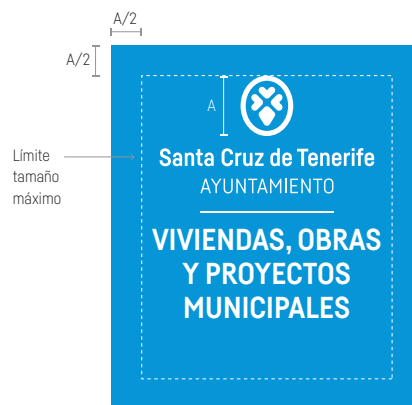 A/2
A/2
A
Límite
tamaño
máximo
Santa Cruz de Tenerife
AYUNTAMIENTO
VIVIENDAS, OBRAS
Y PROYECTOS
MUNICIPALES